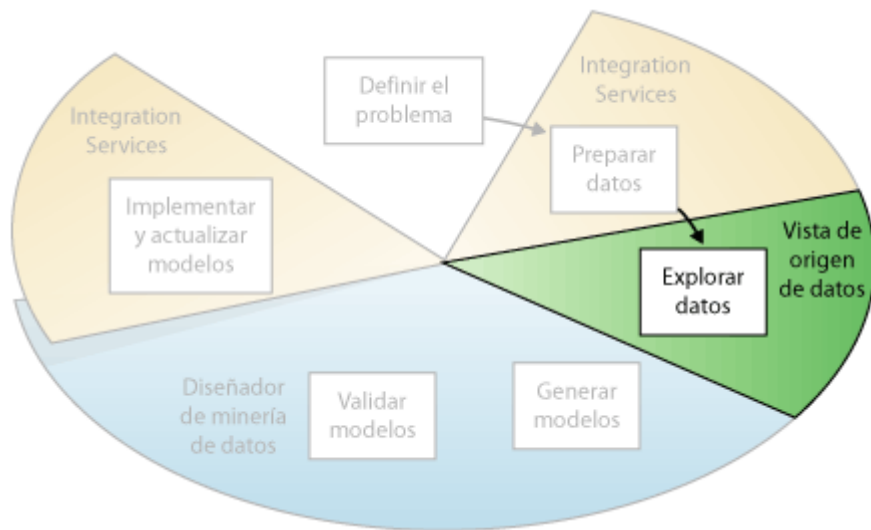 Definir el
problema
Integration
Services
Preparar
datos
Vista de
origen
de datos
Explorar
datos
Generar
modelos
Validar
modelos
Diseñador
de minería
de datos
Integration
Services
Implementar
y actualizar
modelos